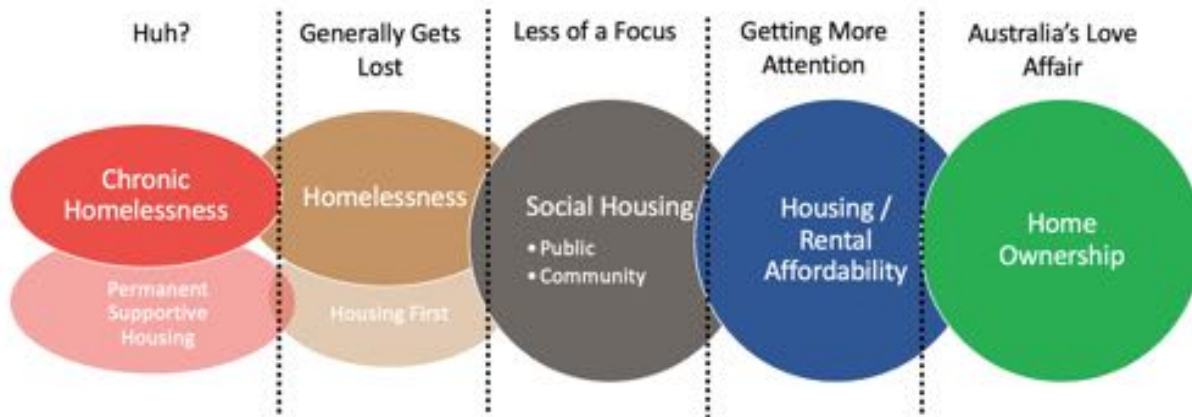 Huh?
Generally Gets
Lost
Less of a Focus
Getting More
Attention
Australia's Love
Affair
Chronic
Homelessness
Permanent
Supportive
Housing
Homelessness
Housing First
Social Housing
• Public
• Community
Housing /
Rental
Affordability
Home
Ownership